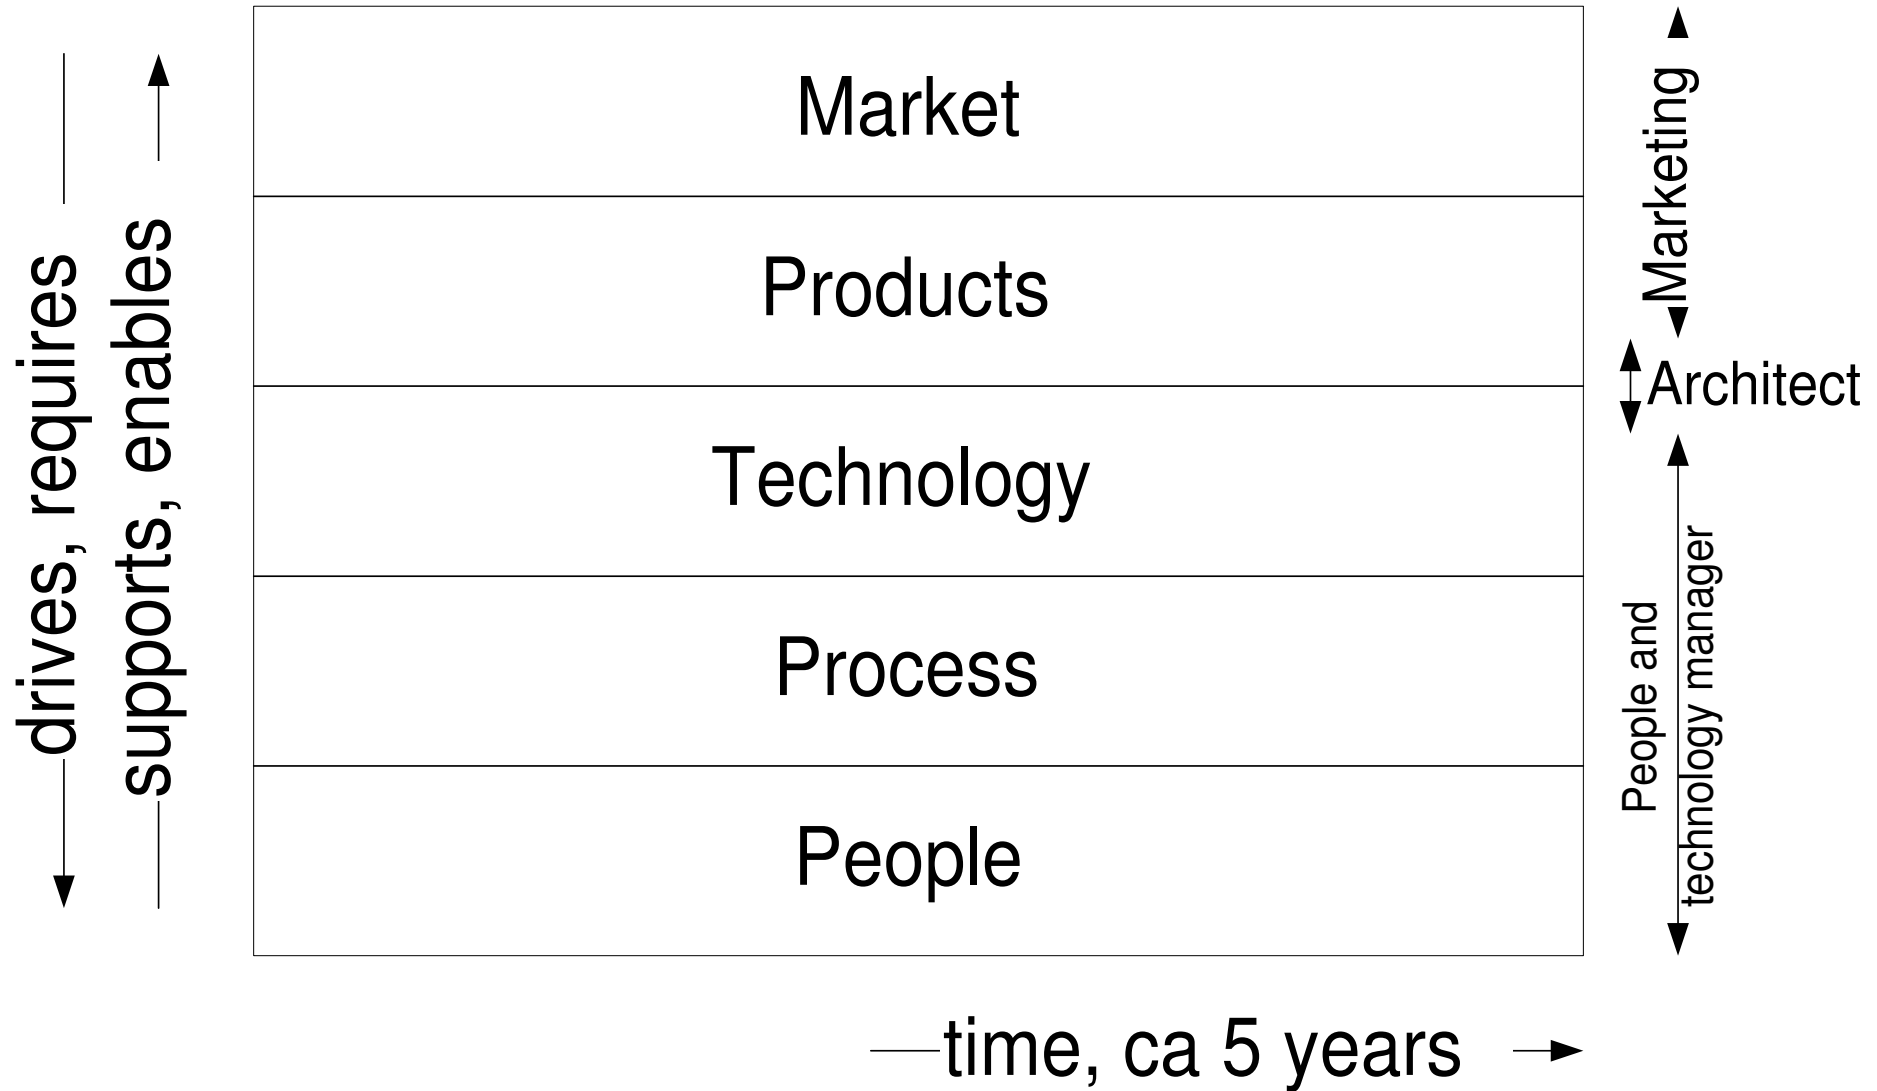 drives, requires
supports, enables
Market
Products
Technology
Process
People
Marketing
Architect
People and
technology manager
time, ca 5 years